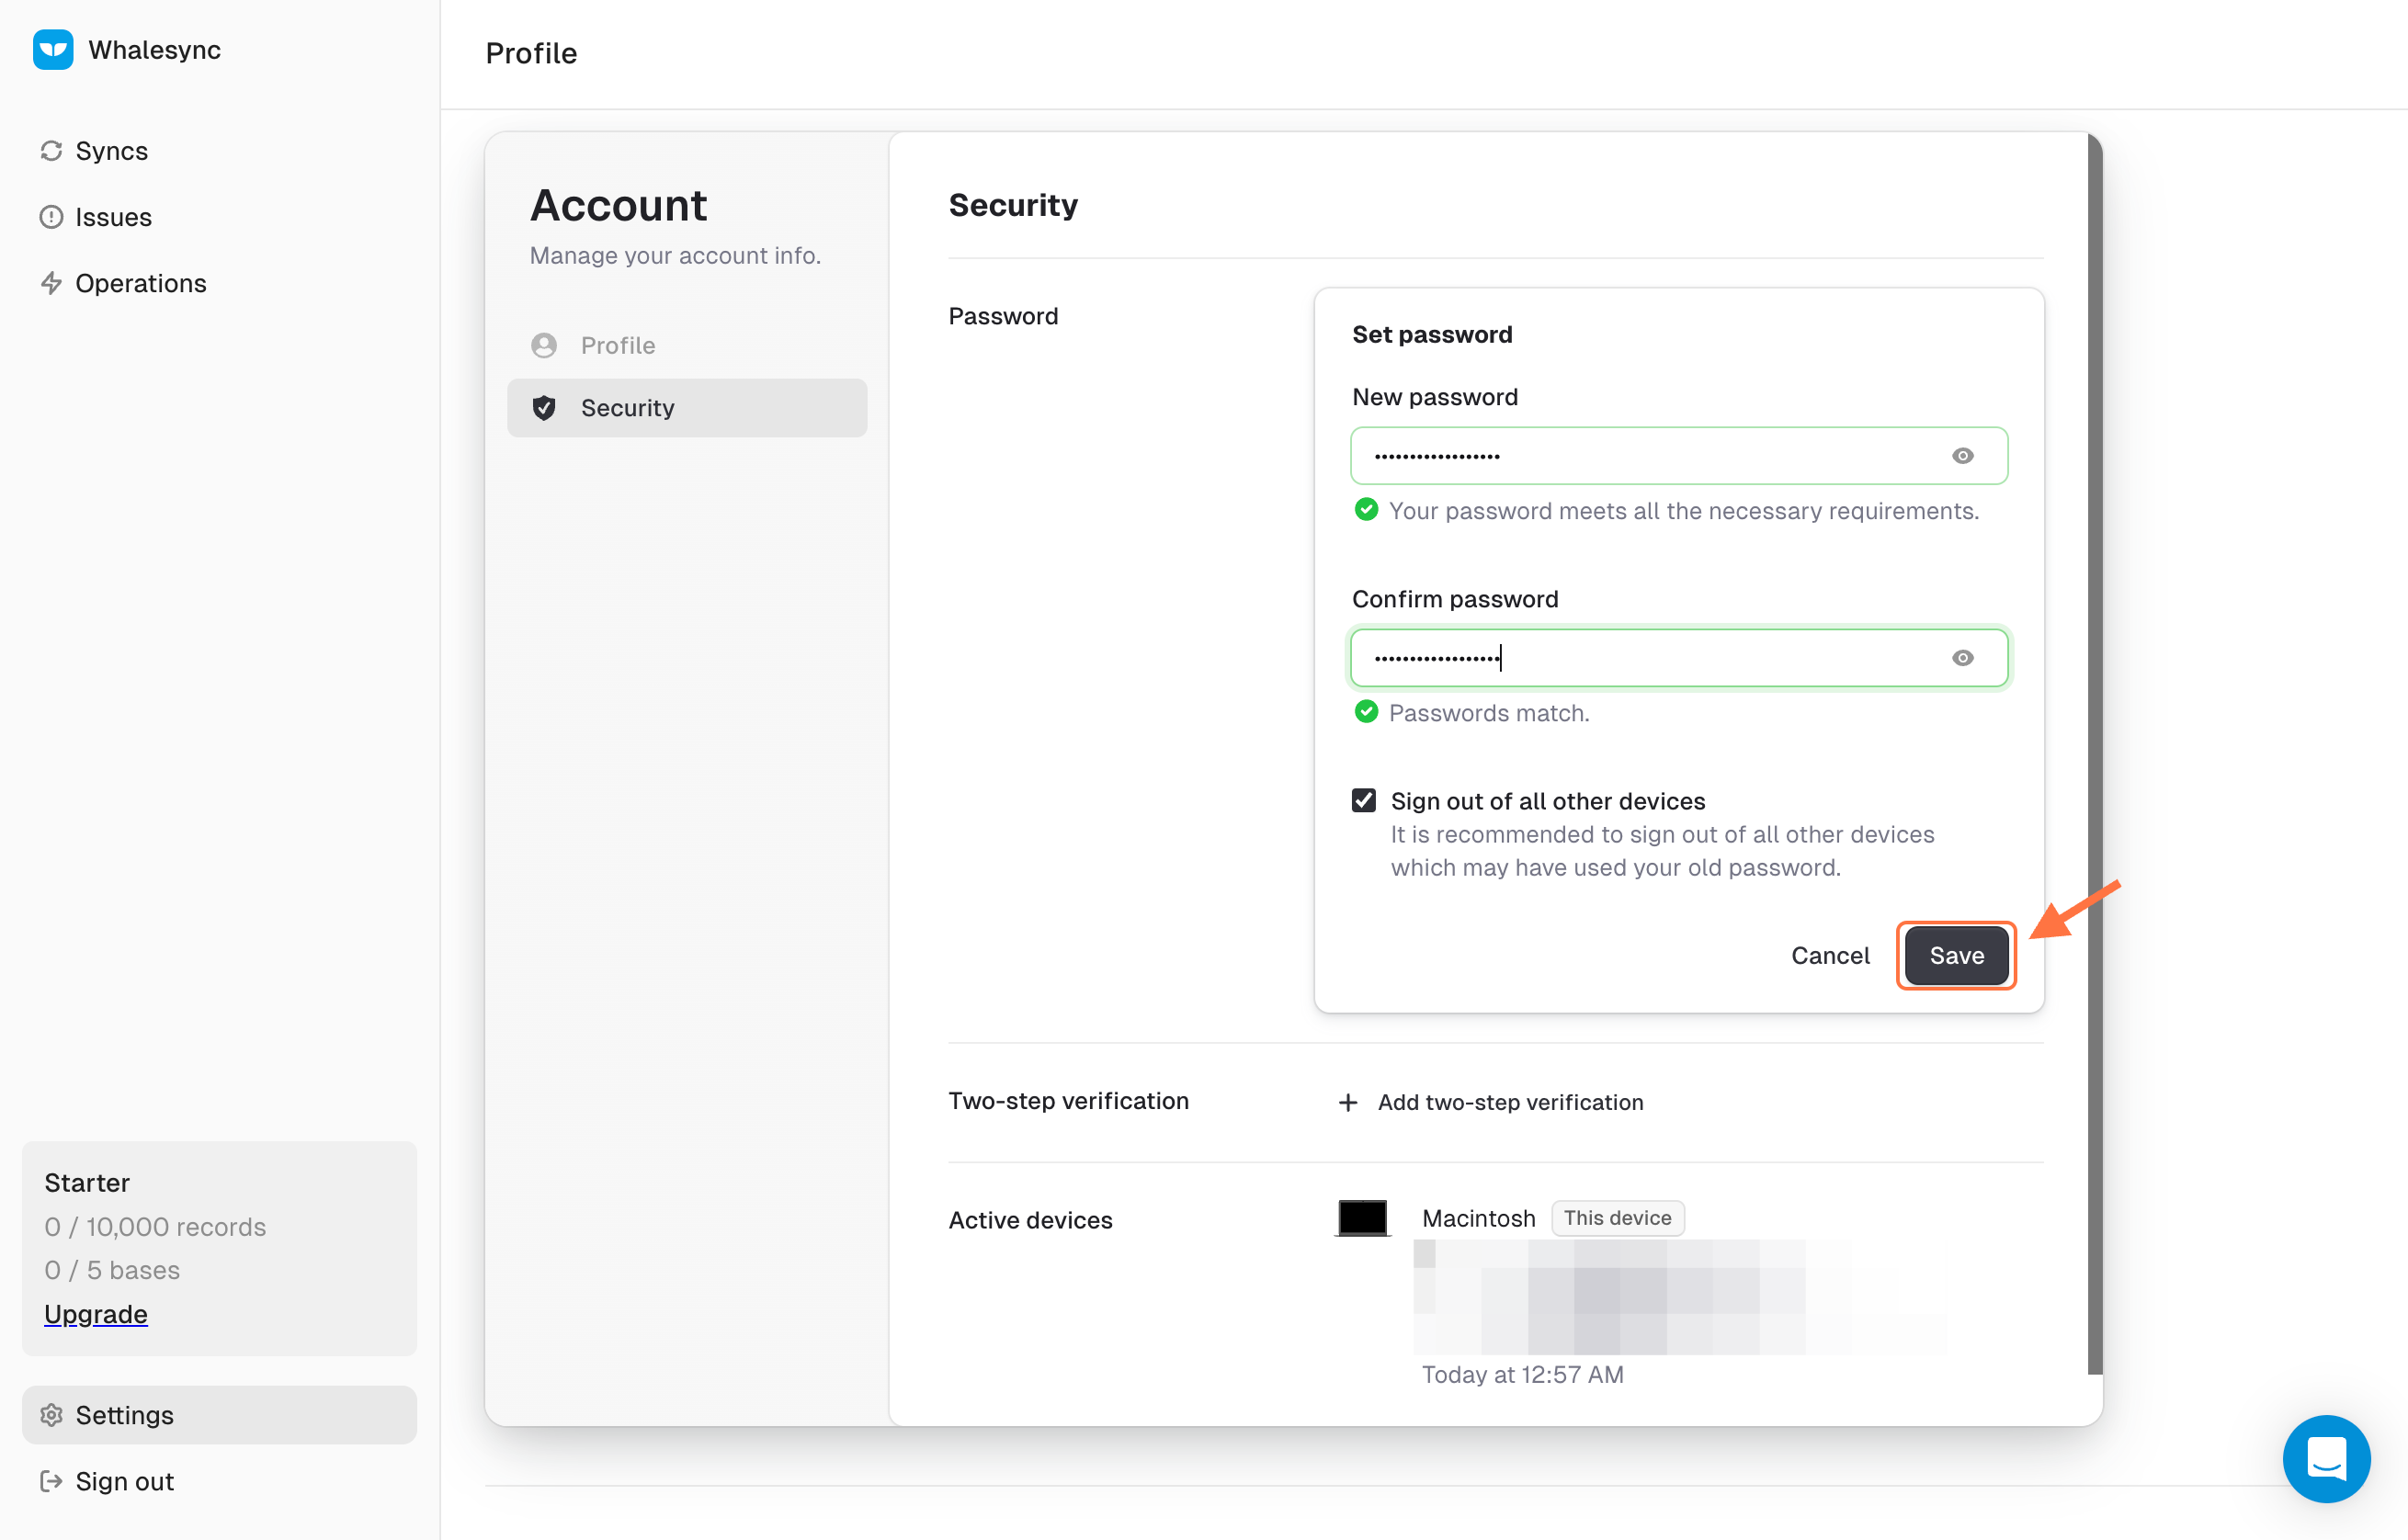 Whalesync
Syncs
Issues
Operations
Starter
0 / 10,000 records
0 / 5 bases
Upgrade
Settings
Sign out
Profile
Account
Manage your account info.
Profile
Security
Security
Password
Set password
New password
••••••••••••••••••
Your password meets all the necessary requirements.
Confirm password
••••••••••••••••••
Passwords match.
Sign out of all other devices
It is recommended to sign out of all other devices
which may have used your old password.
Cancel
Save
Two-step verification
+ Add two-step verification
Active devices
Macintosh This device
Today at 12:57 AM